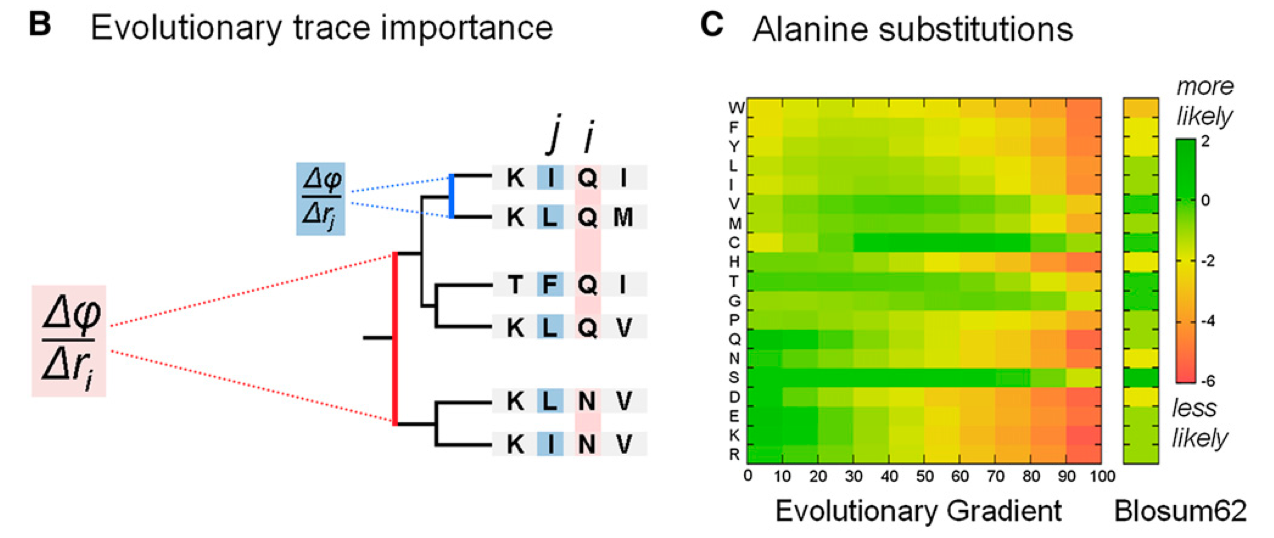 B Evolutionary trace importance
j i
Δφ
Δrj
K I Q I
K L Q M
T F Q I
K L Q V
K L N V
K I N V
Δφ
Δri
C Alanine substitutions
W
F
Y
L
I
V
M
C
H
T
G
P
Q
N
S
D
E
K
R
0 10 20 30 40 50 60 70 80 90 100
Evolutionary Gradient
Blosum62
more
likely
2
0
-2
-4
-6
less
likely